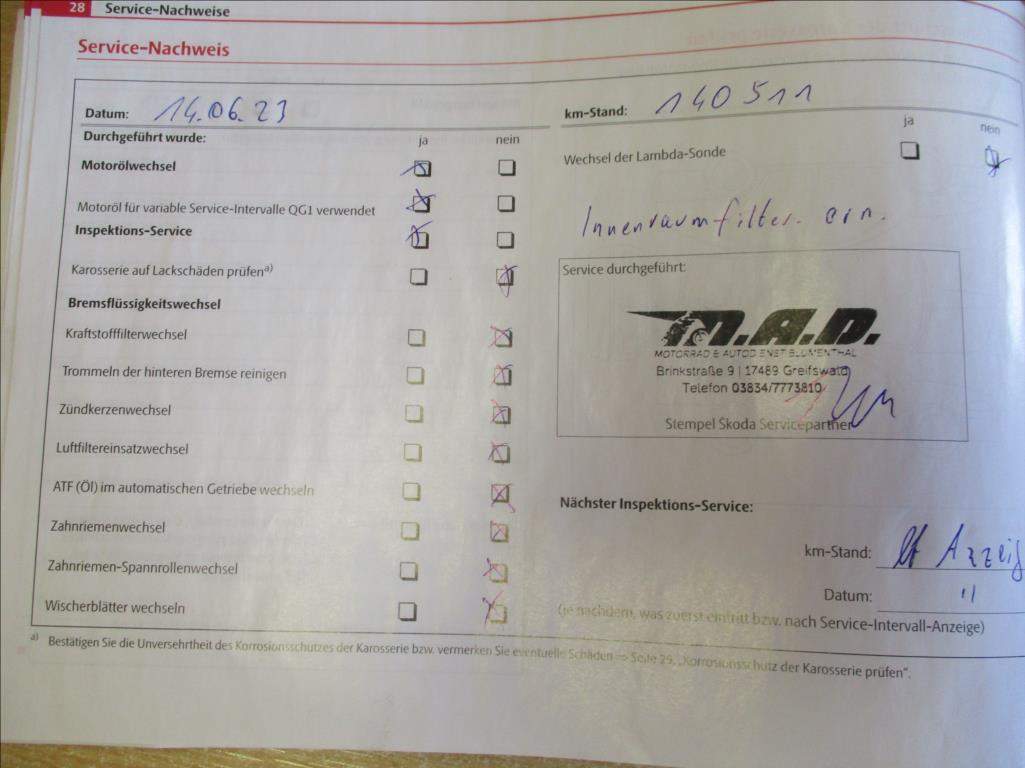 28 Service-Nachweise
Service-Nachweis
Datum: 14.06.23
Durchgeführt wurde: ja nein
Motorölwechsel
Motoröl für variable Service-Intervalle QG1 verwendet
Inspektions-Service
Karosserie auf Lackschäden prüfen a)
Bremsflüssigkeitswechsel
Kraftstofffilterwechsel
Trommeln der hinteren Bremse reinigen
Zündkerzenwechsel
Luftfiltereinsatzwechsel
ATF (Öl) im automatischen Getriebe wechseln
Zahnriemenwechsel
Zahnriemen-Spannrollenwechsel
Wischerblätter wechseln
km-Stand: 140511
ja nein
Wechsel der Lambda-Sonde
Innenraumfilter. ern.
Service durchgeführt:
M.A.D.
MOTORRAD & AUTODIENST BLUMENTHAL
Brinkstraße 9 | 17489 Greifswald
Telefon 03834/7773810
Stempel Škoda Servicepartner
Nächster Inspektions-Service:
km-Stand: lt Anzeig
Datum: "
(je nachdem, was zuerst eintritt bzw. nach Service-Intervall-Anzeige)
a) Bestätigen Sie die Unversehrtheit des Korrosionsschutzes der Karosserie bzw. vermerken Sie eventuelle Schäden ⇒ Seite 29, „Korrosionsschutz der Karosserie prüfen“.